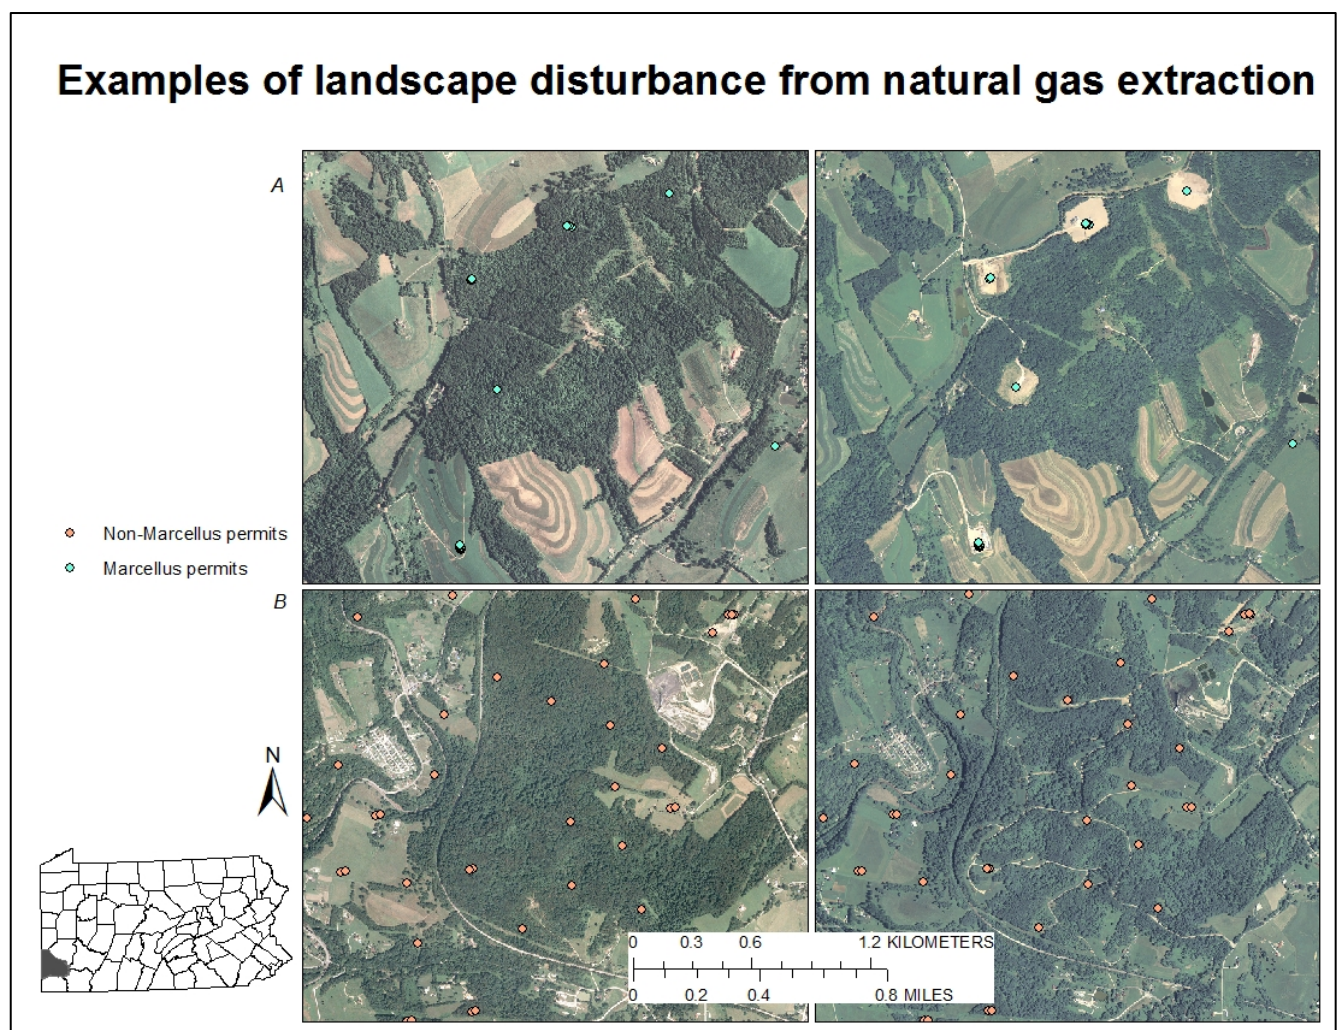 Examples of landscape disturbance from natural gas extraction
A
Non-Marcellus permits
Marcellus permits
B
N
0 0.3 0.6 1.2 KILOMETERS
0 0.2 0.4 0.8 MILES